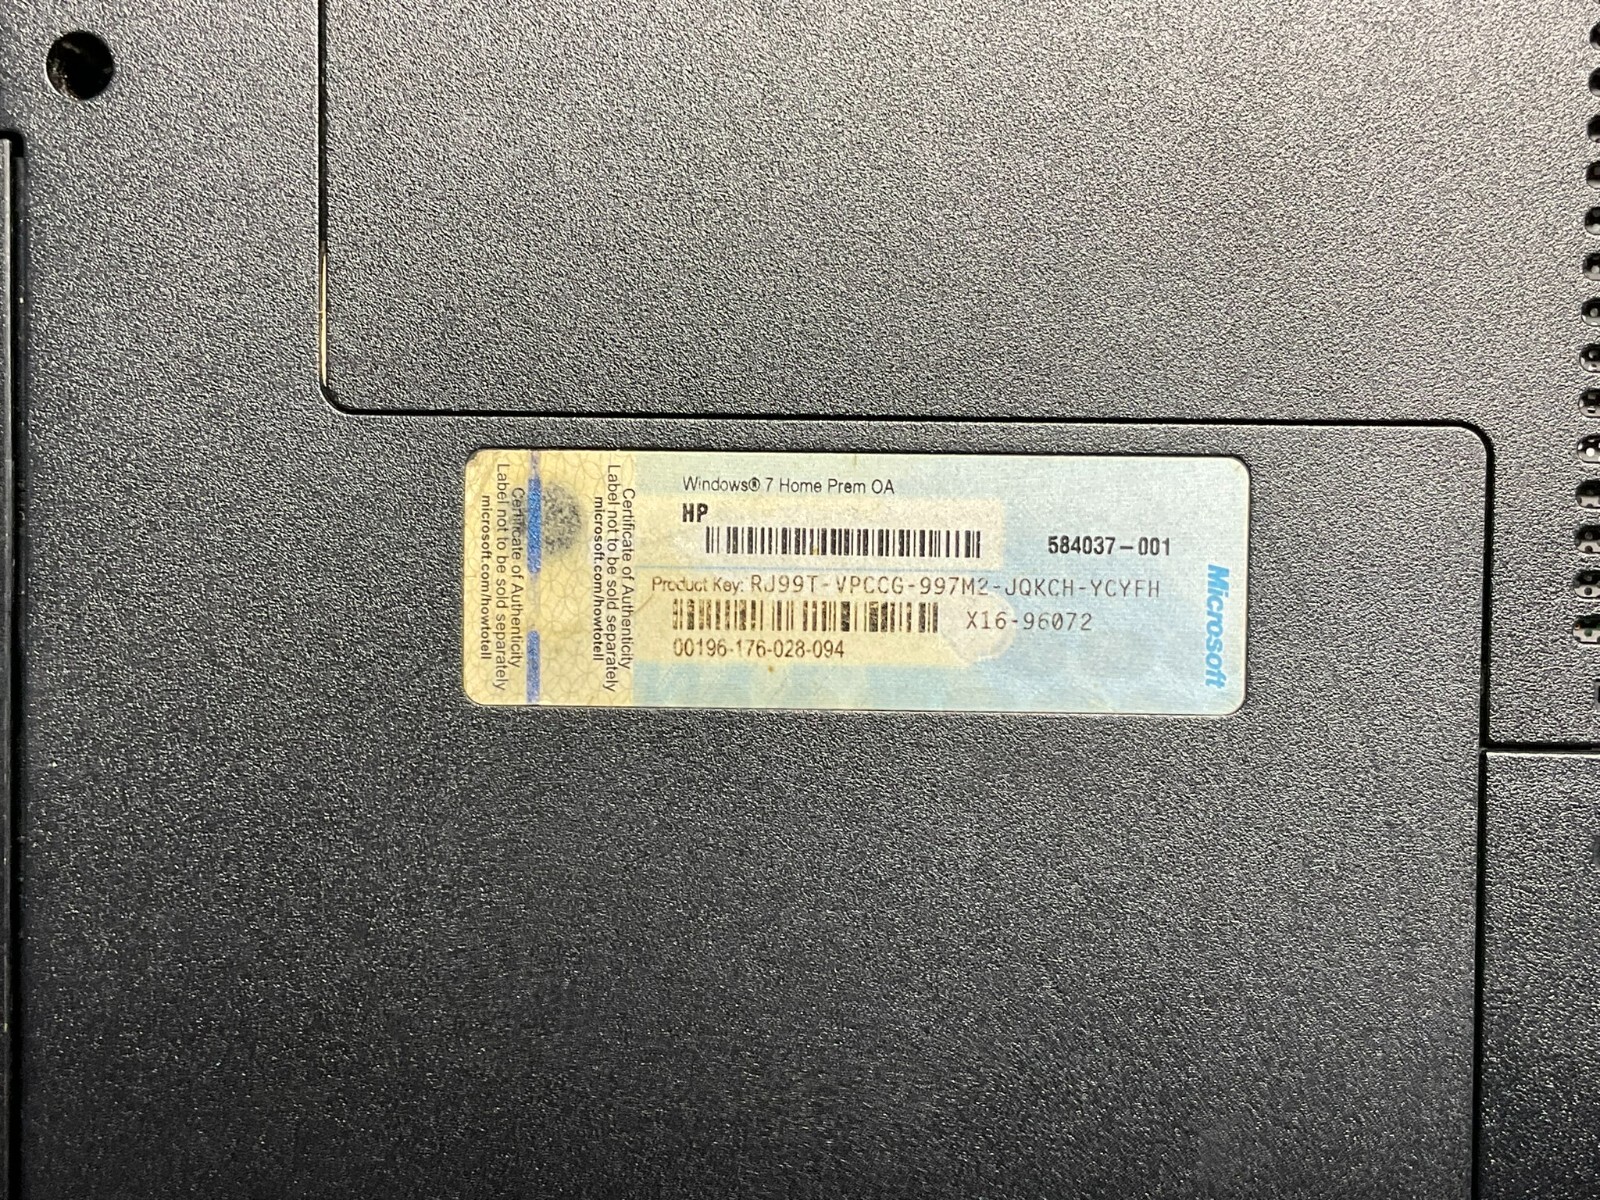 Windows® 7 Home Prem OA
HP
584037-001
Product Key: RJ99T-VPCCG-997M2-JQKCH-YCYFH
X16-96072
00196-176-028-094
Microsoft
Certificate of Authenticity
Label not to be sold separately
microsoft.com/howtotell
Certificate of Authenticity
Label not to be sold separately
microsoft.com/howtotell